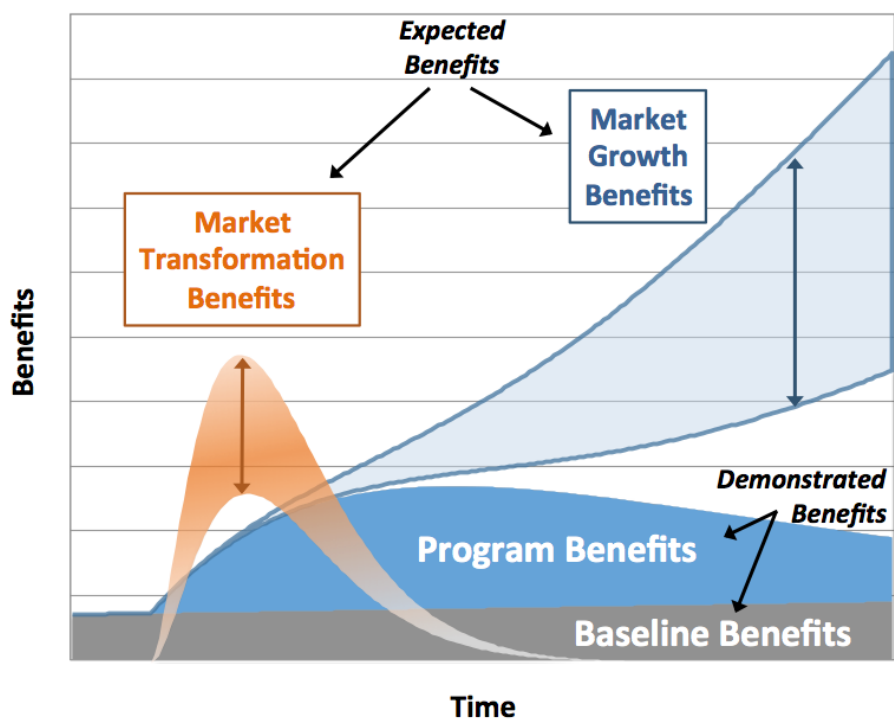 Expected
Benefits
Market
Growth
Benefits
Market
Transformation
Benefits
Benefits
Demonstrated
Benefits
Program Benefits
Baseline Benefits
Time